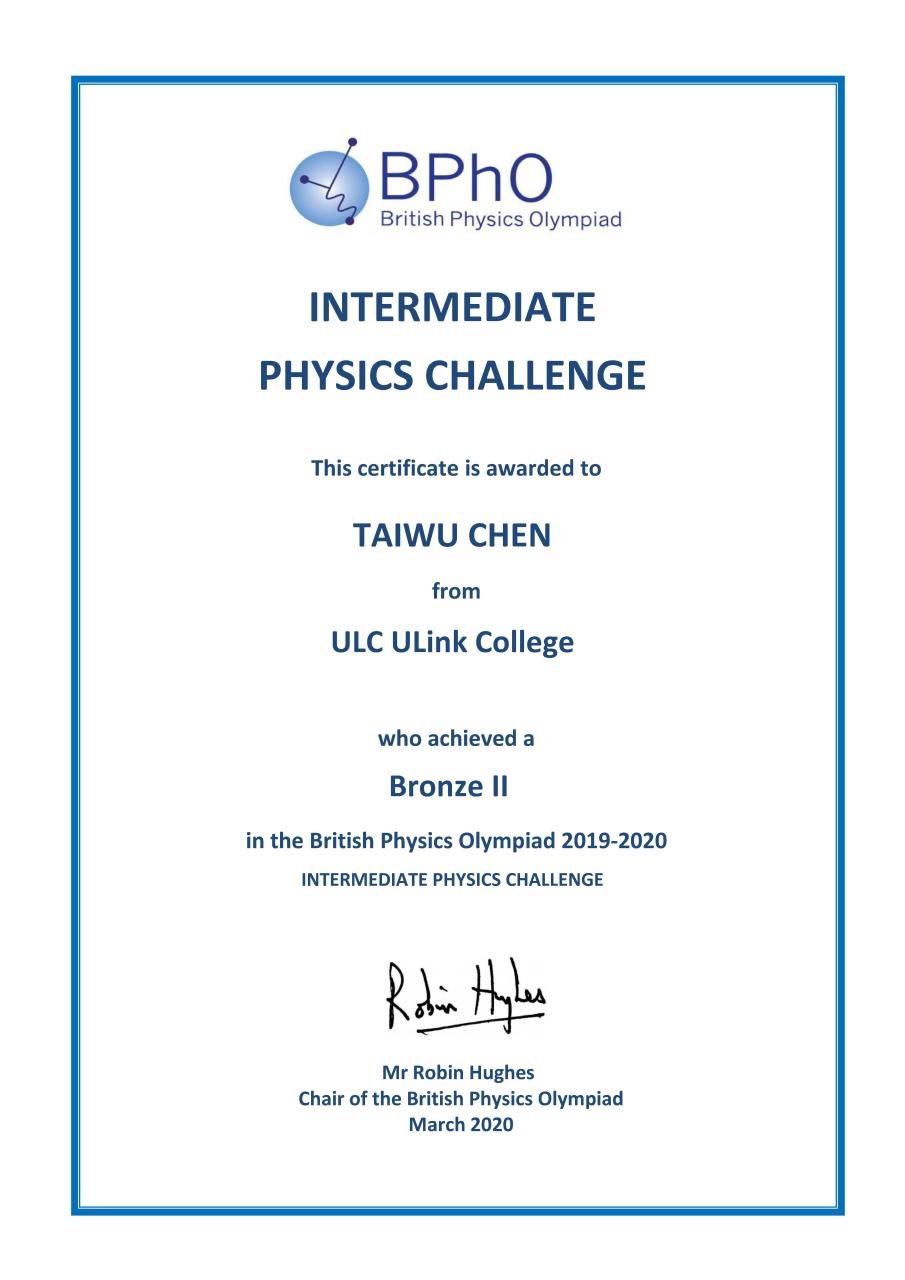 BPhO
British Physics Olympiad
INTERMEDIATE
PHYSICS CHALLENGE
This certificate is awarded to
TAIWU CHEN
from
ULC ULink College
who achieved a
Bronze II
in the British Physics Olympiad 2019-2020
INTERMEDIATE PHYSICS CHALLENGE
Robin Hughes
Mr Robin Hughes
Chair of the British Physics Olympiad
March 2020